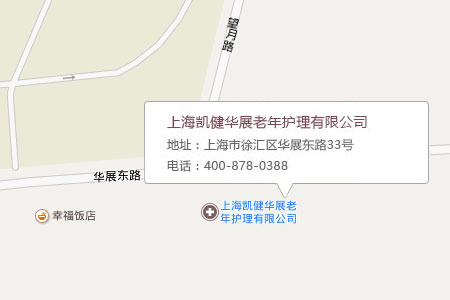 望月路
上海凯健华展老年护理有限公司
地址：上海市徐汇区华展东路33号
电话：400-878-0388
华展东路
幸福饭店
上海凯健华展老
年护理有限公司